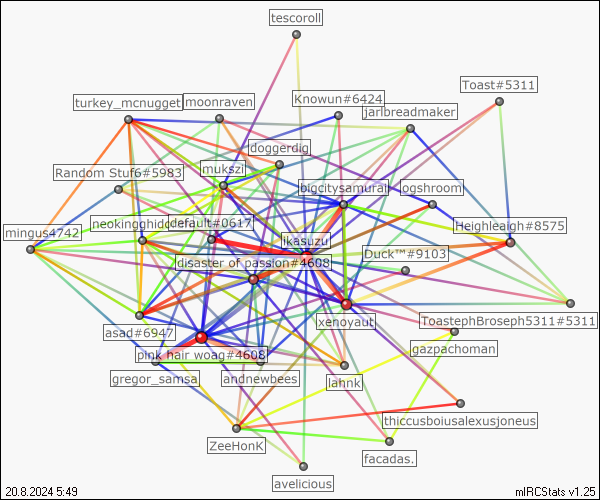 tescoroll
Toast#5311
Knowun#6424
turkey_mcnugget
moonraven
jarlbreadmaker
doggerdig
Random Stuf6#5983
mukszi
bigcitysamurai
ogshroom
neokingghido
default#0617
Heighleaigh#8575
mingus4742
ikasuzu
Duck™#9103
disaster of passion#4608
xenoyaut
ToastephBroseph5311#5311
asad#6947
gazpachoman
pink hair woag#4608
gregor_samsa
andnewbees
lahnk
thiccusboiusalexusjoneus
ZeeHonK
facadas.
avelicious
20.8.2024 5:49
mIRCStats v1.25